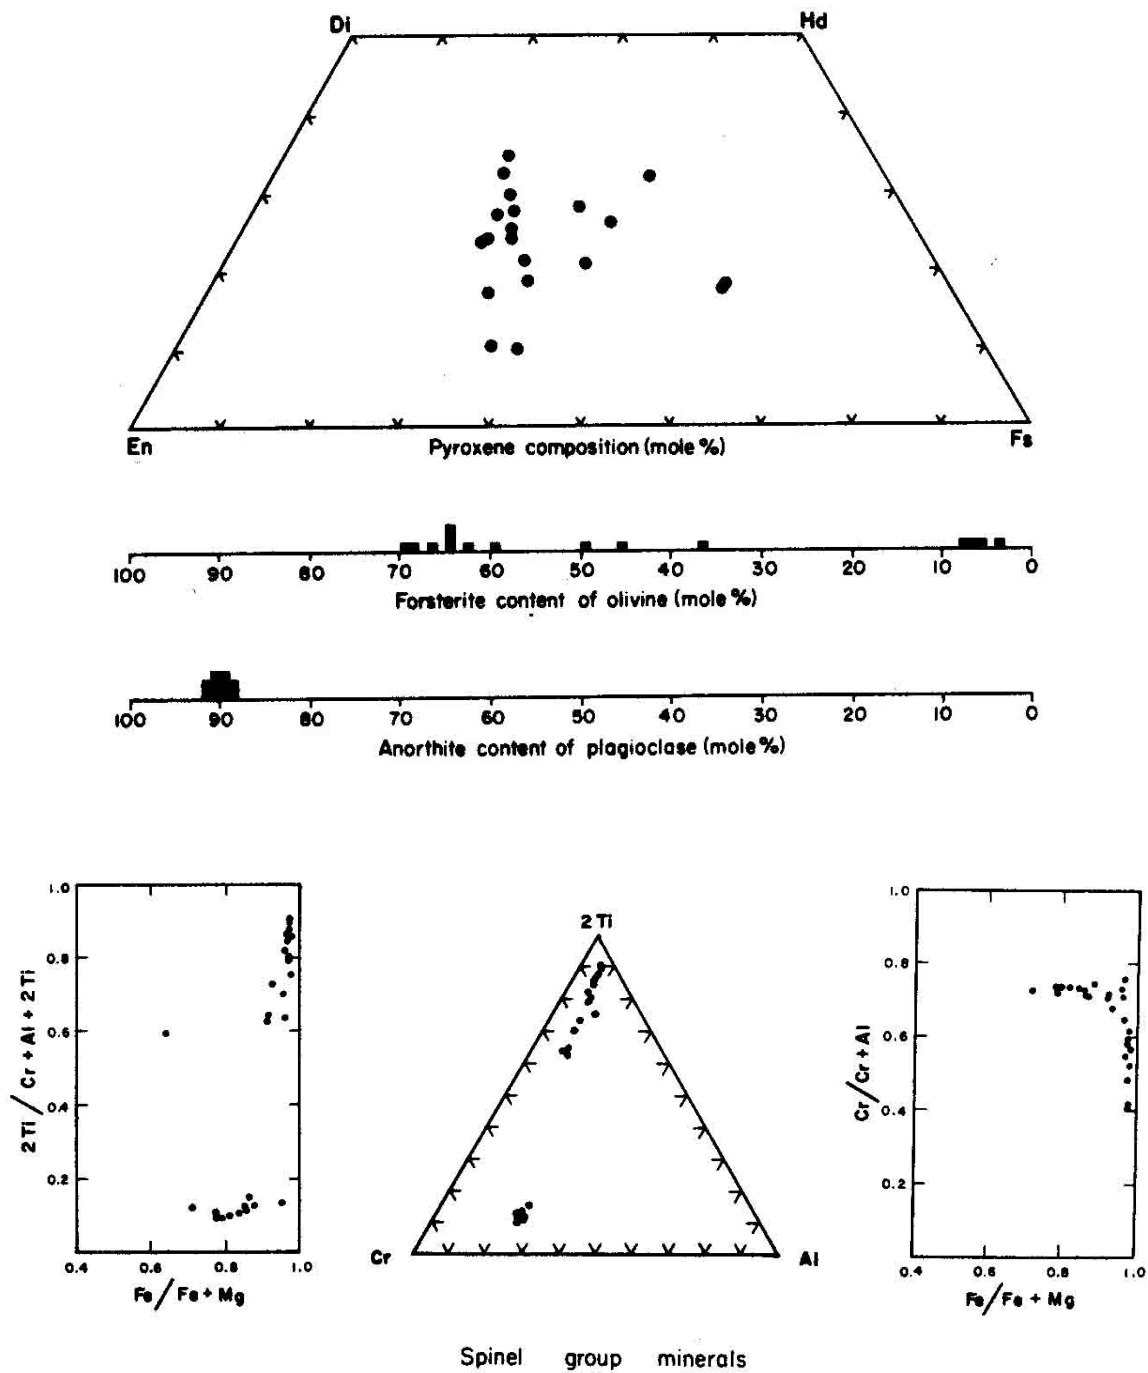 Di Hd
En Fs
Pyroxene composition (mole %)
100 90 80 70 60 50 40 30 20 10 0
Forsterite content of olivine (mole %)
100 90 80 70 60 50 40 30 20 10 0
Anorthite content of plagioclase (mole %)
1.0
0.8
0.6
0.4
0.2
2Ti / Cr + Al + 2Ti
0.4 0.6 0.8 1.0
Fe / Fe + Mg
2 Ti
Cr Al
1.0
0.8
0.6
0.4
0.2
Cr / Cr + Al
0.4 0.6 0.8 1.0
Fe / Fe + Mg
Spinel group minerals